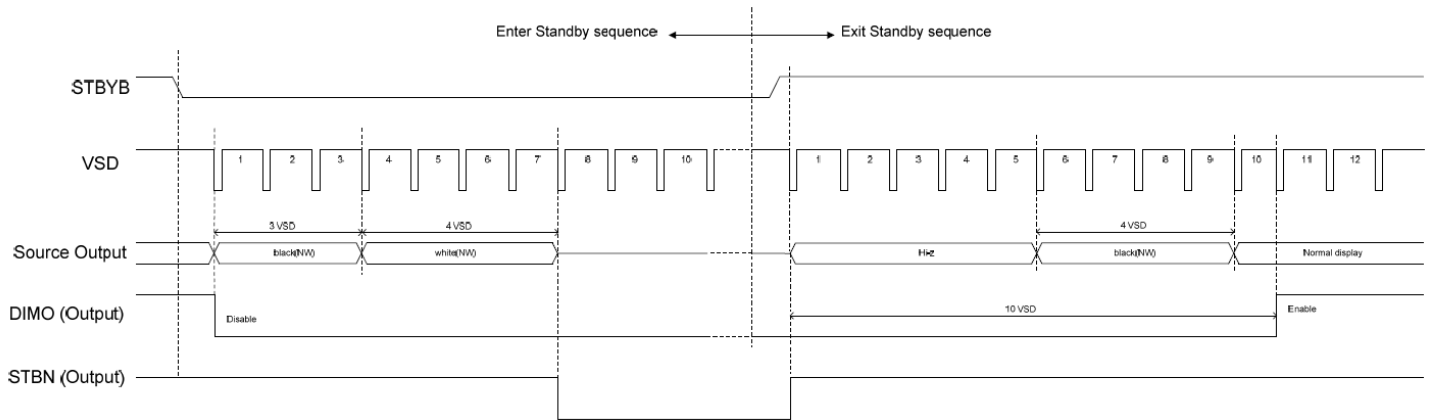 Enter Standby sequence
Exit Standby sequence
STBYB
VSD
1 2 3 4 5 6 7 8 9 10 1 2 3 4 5 6 7 8 9 10 11 12
3 VSD
4 VSD
4 VSD
Source Output
black(NW)
white(NW)
Hi-z
black(NW)
Normal display
DIMO (Output)
Disable
10 VSD
Enable
STBN (Output)